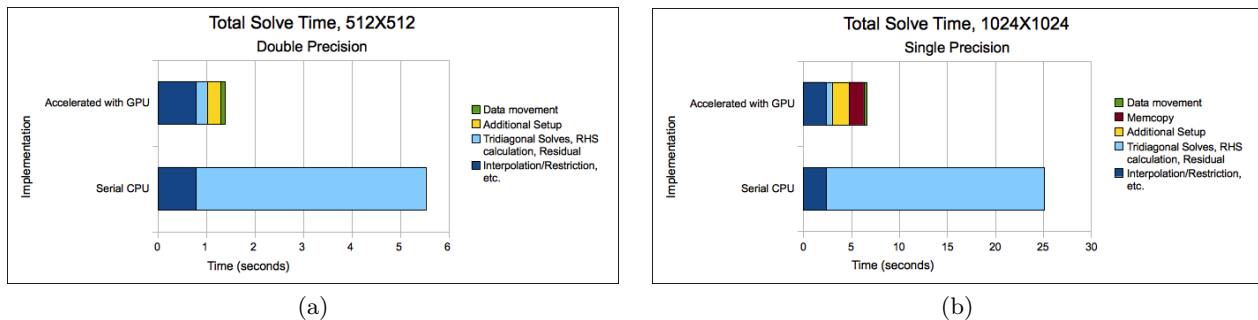 Total Solve Time, 512X512
Double Precision
Implementation
Accelerated with GPU
Serial CPU
0 1 2 3 4 5 6
Time (seconds)
Data movement
Additional Setup
Tridiagonal Solves, RHS
calculation, Residual
Interpolation/Restriction,
etc.
(a)
Total Solve Time, 1024X1024
Single Precision
Implementation
Accelerated with GPU
Serial CPU
0 5 10 15 20 25 30
Time (seconds)
Data movement
Memcopy
Additional Setup
Tridiagonal Solves, RHS
calculation, Residual
Interpolation/Restriction,
etc.
(b)